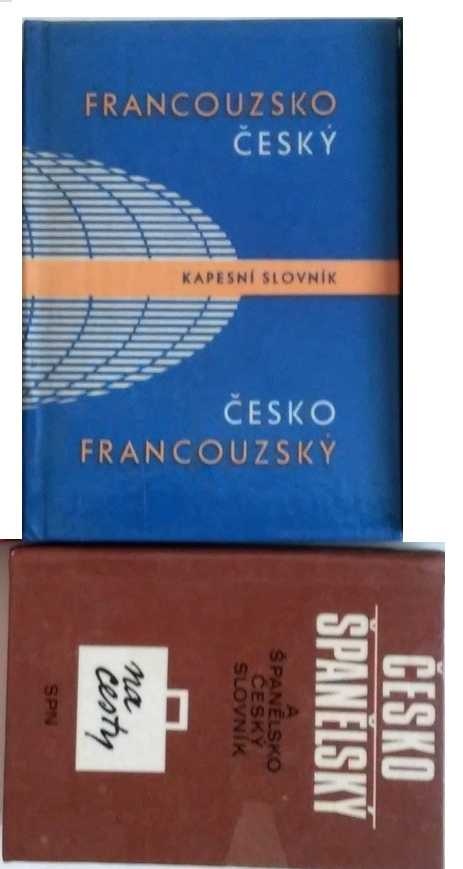 FRANCOUZSKO
ČESKÝ
KAPESNÍ SLOVNÍK
ČESKO
FRANCOUZSKÝ
ČESKO
ŠPANĚLSKÝ
A
ŠPANĚLSKO
ČESKÝ
SLOVNÍK
na
cesty
SPN